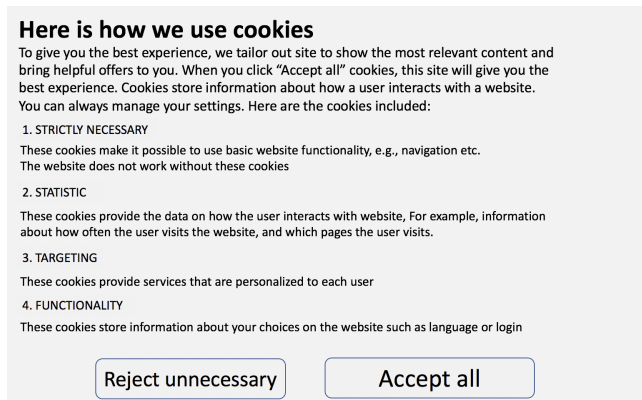 Here is how we use cookies
To give you the best experience, we tailor out site to show the most relevant content and
bring helpful offers to you. When you click “Accept all” cookies, this site will give you the
best experience. Cookies store information about how a user interacts with a website.
You can always manage your settings. Here are the cookies included:
1. STRICTLY NECESSARY
These cookies make it possible to use basic website functionality, e.g., navigation etc.
The website does not work without these cookies
2. STATISTIC
These cookies provide the data on how the user interacts with website, For example, information
about how often the user visits the website, and which pages the user visits.
3. TARGETING
These cookies provide services that are personalized to each user
4. FUNCTIONALITY
These cookies store information about your choices on the website such as language or login
Reject unnecessary
Accept all